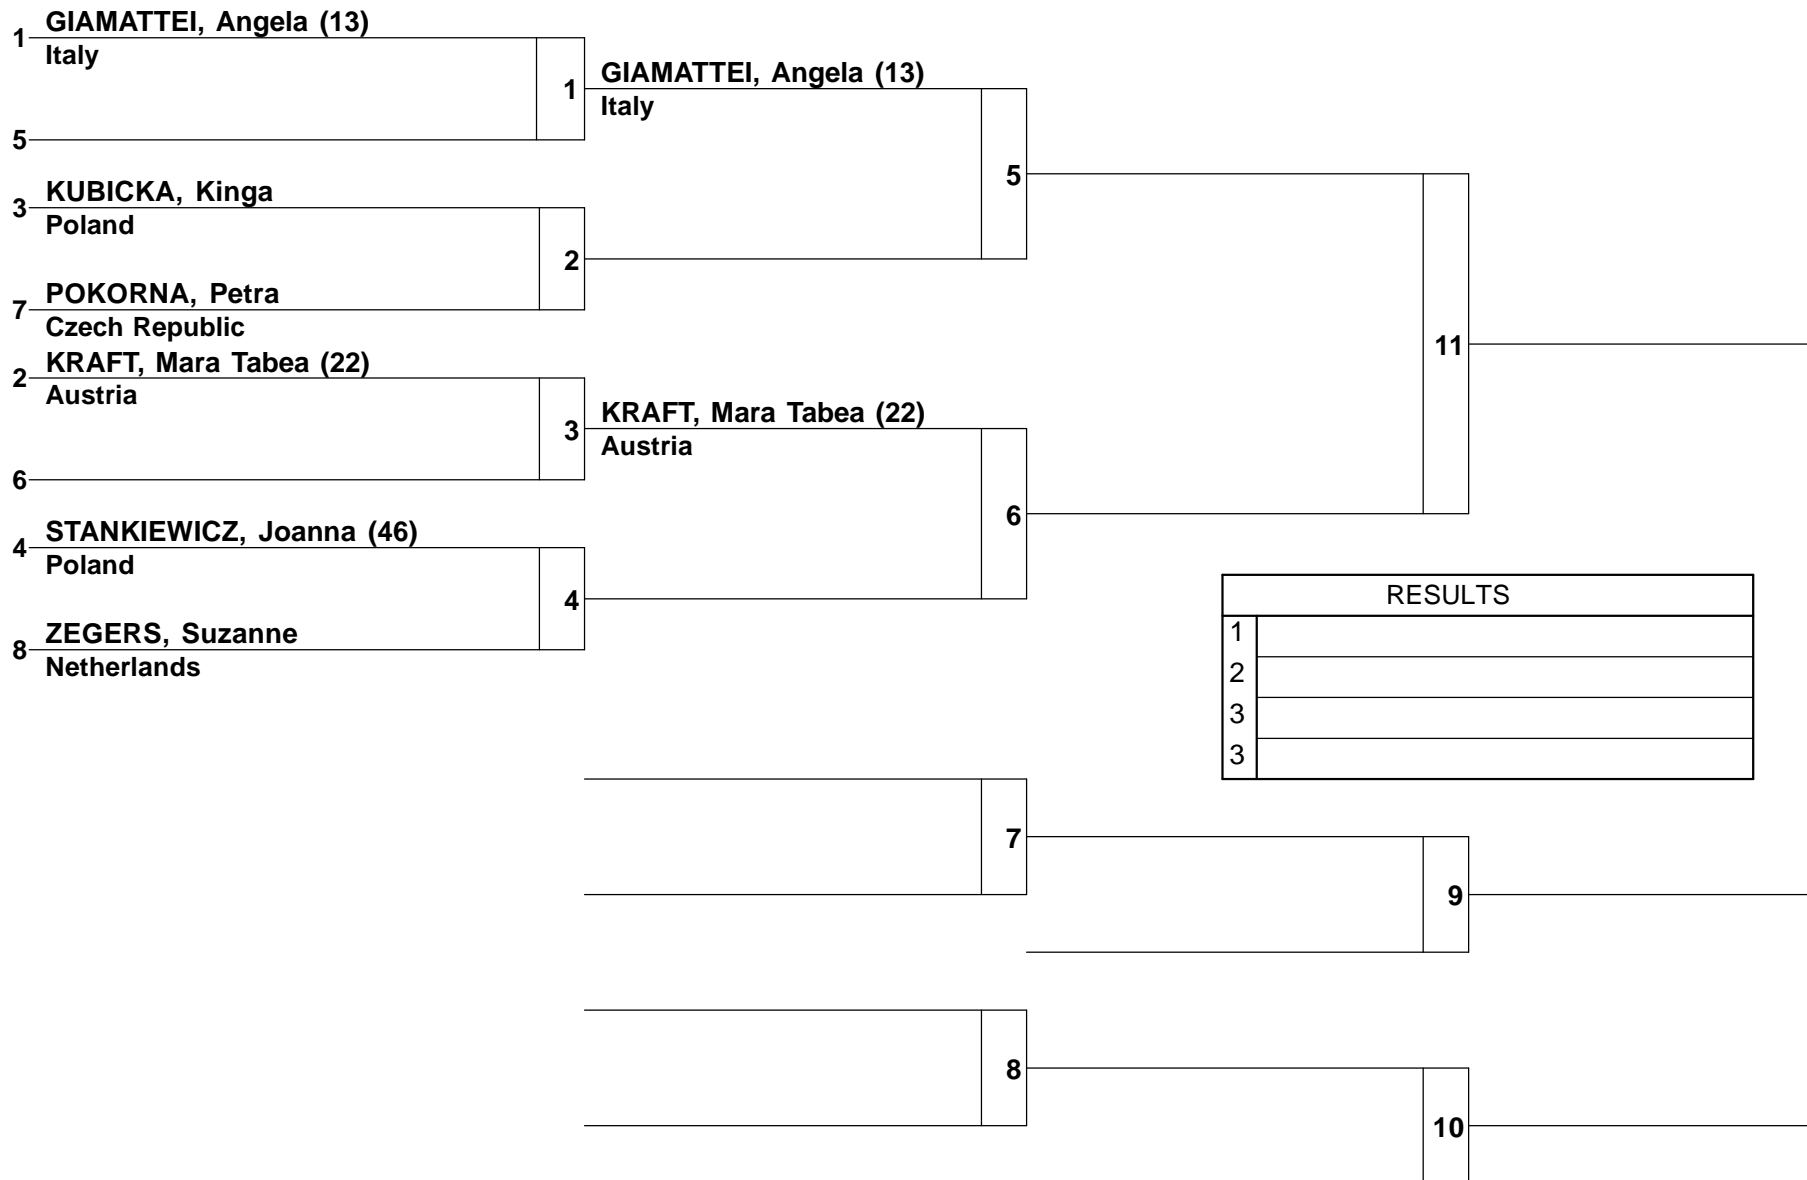 GIAMATTEI, Angela (13)
1
Italy
1
GIAMATTEI, Angela (13)
Italy
5
5
KUBICKA, Kinga
3
Poland
2
POKORNA, Petra
7
Czech Republic
11
KRAFT, Mara Tabea (22)
2
Austria
3
KRAFT, Mara Tabea (22)
Austria
6
6
STANKIEWICZ, Joanna (46)
4
Poland
4
ZEGERS, Suzanne
8
Netherlands
RESULTS
1
2
3
3
7
9
8
10